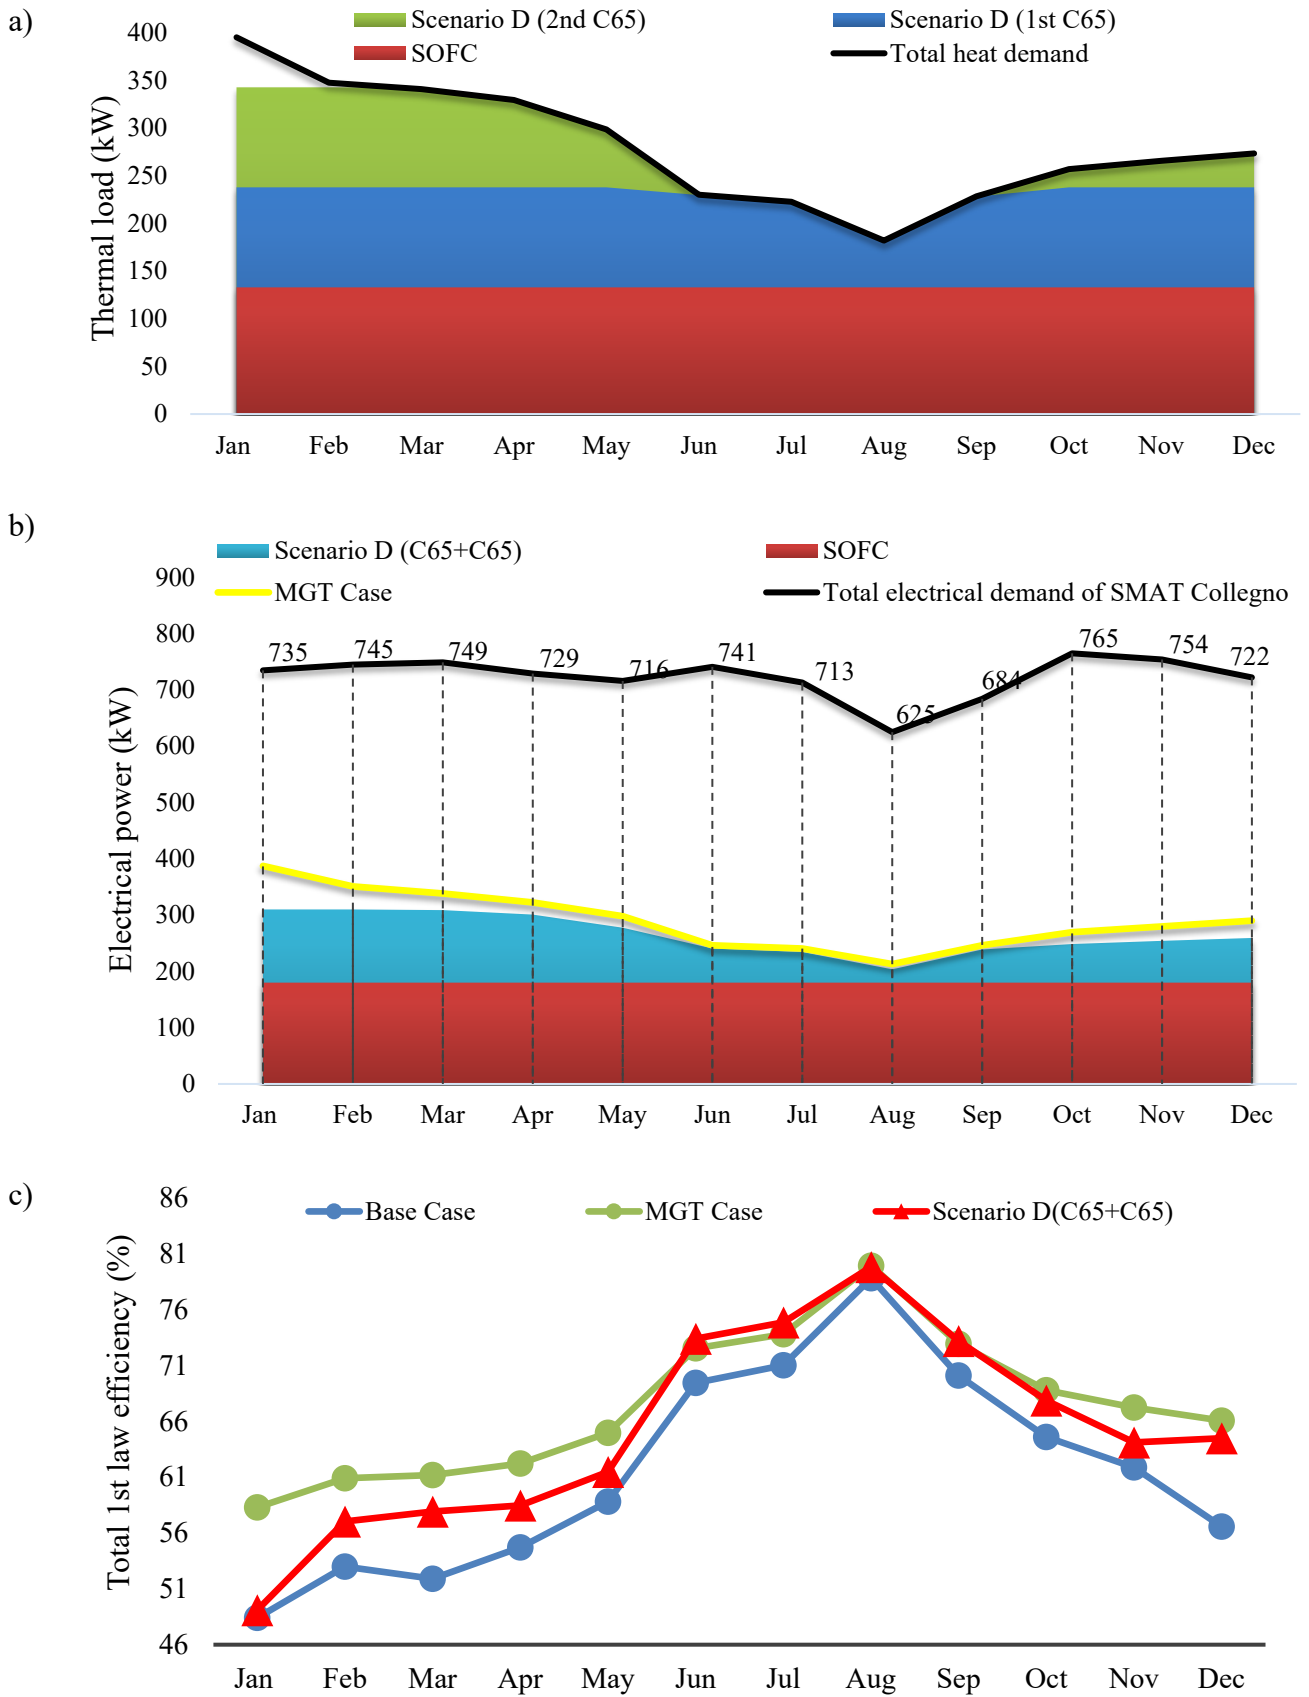 a)
Scenario D (2nd C65)
Scenario D (1st C65)
SOFC
Total heat demand
Thermal load (kW)
400
350
300
250
200
150
100
50
0
Jan Feb Mar Apr May Jun Jul Aug Sep Oct Nov Dec
b)
Scenario D (C65+C65)
SOFC
MGT Case
Total electrical demand of SMAT Collegno
Electrical power (kW)
900
800
700
600
500
400
300
200
100
0
735 745 749 729 716 741 713 625 684 765 754 722
Jan Feb Mar Apr May Jun Jul Aug Sep Oct Nov Dec
c)
Base Case
MGT Case
Scenario D(C65+C65)
Total 1st law efficiency (%)
86
81
76
71
66
61
56
51
46
Jan Feb Mar Apr May Jun Jul Aug Sep Oct Nov Dec